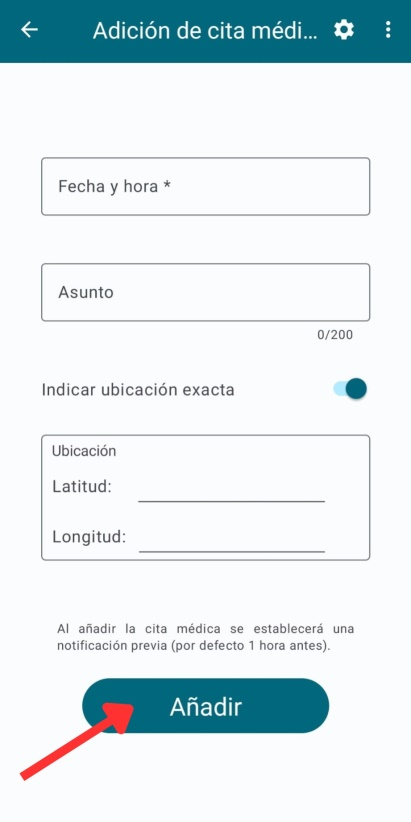 Adición de cita médi...
Fecha y hora *
Asunto
0/200
Indicar ubicación exacta
Ubicación
Latitud:
Longitud:
Al añadir la cita médica se establecerá una
notificación previa (por defecto 1 hora antes).
Añadir